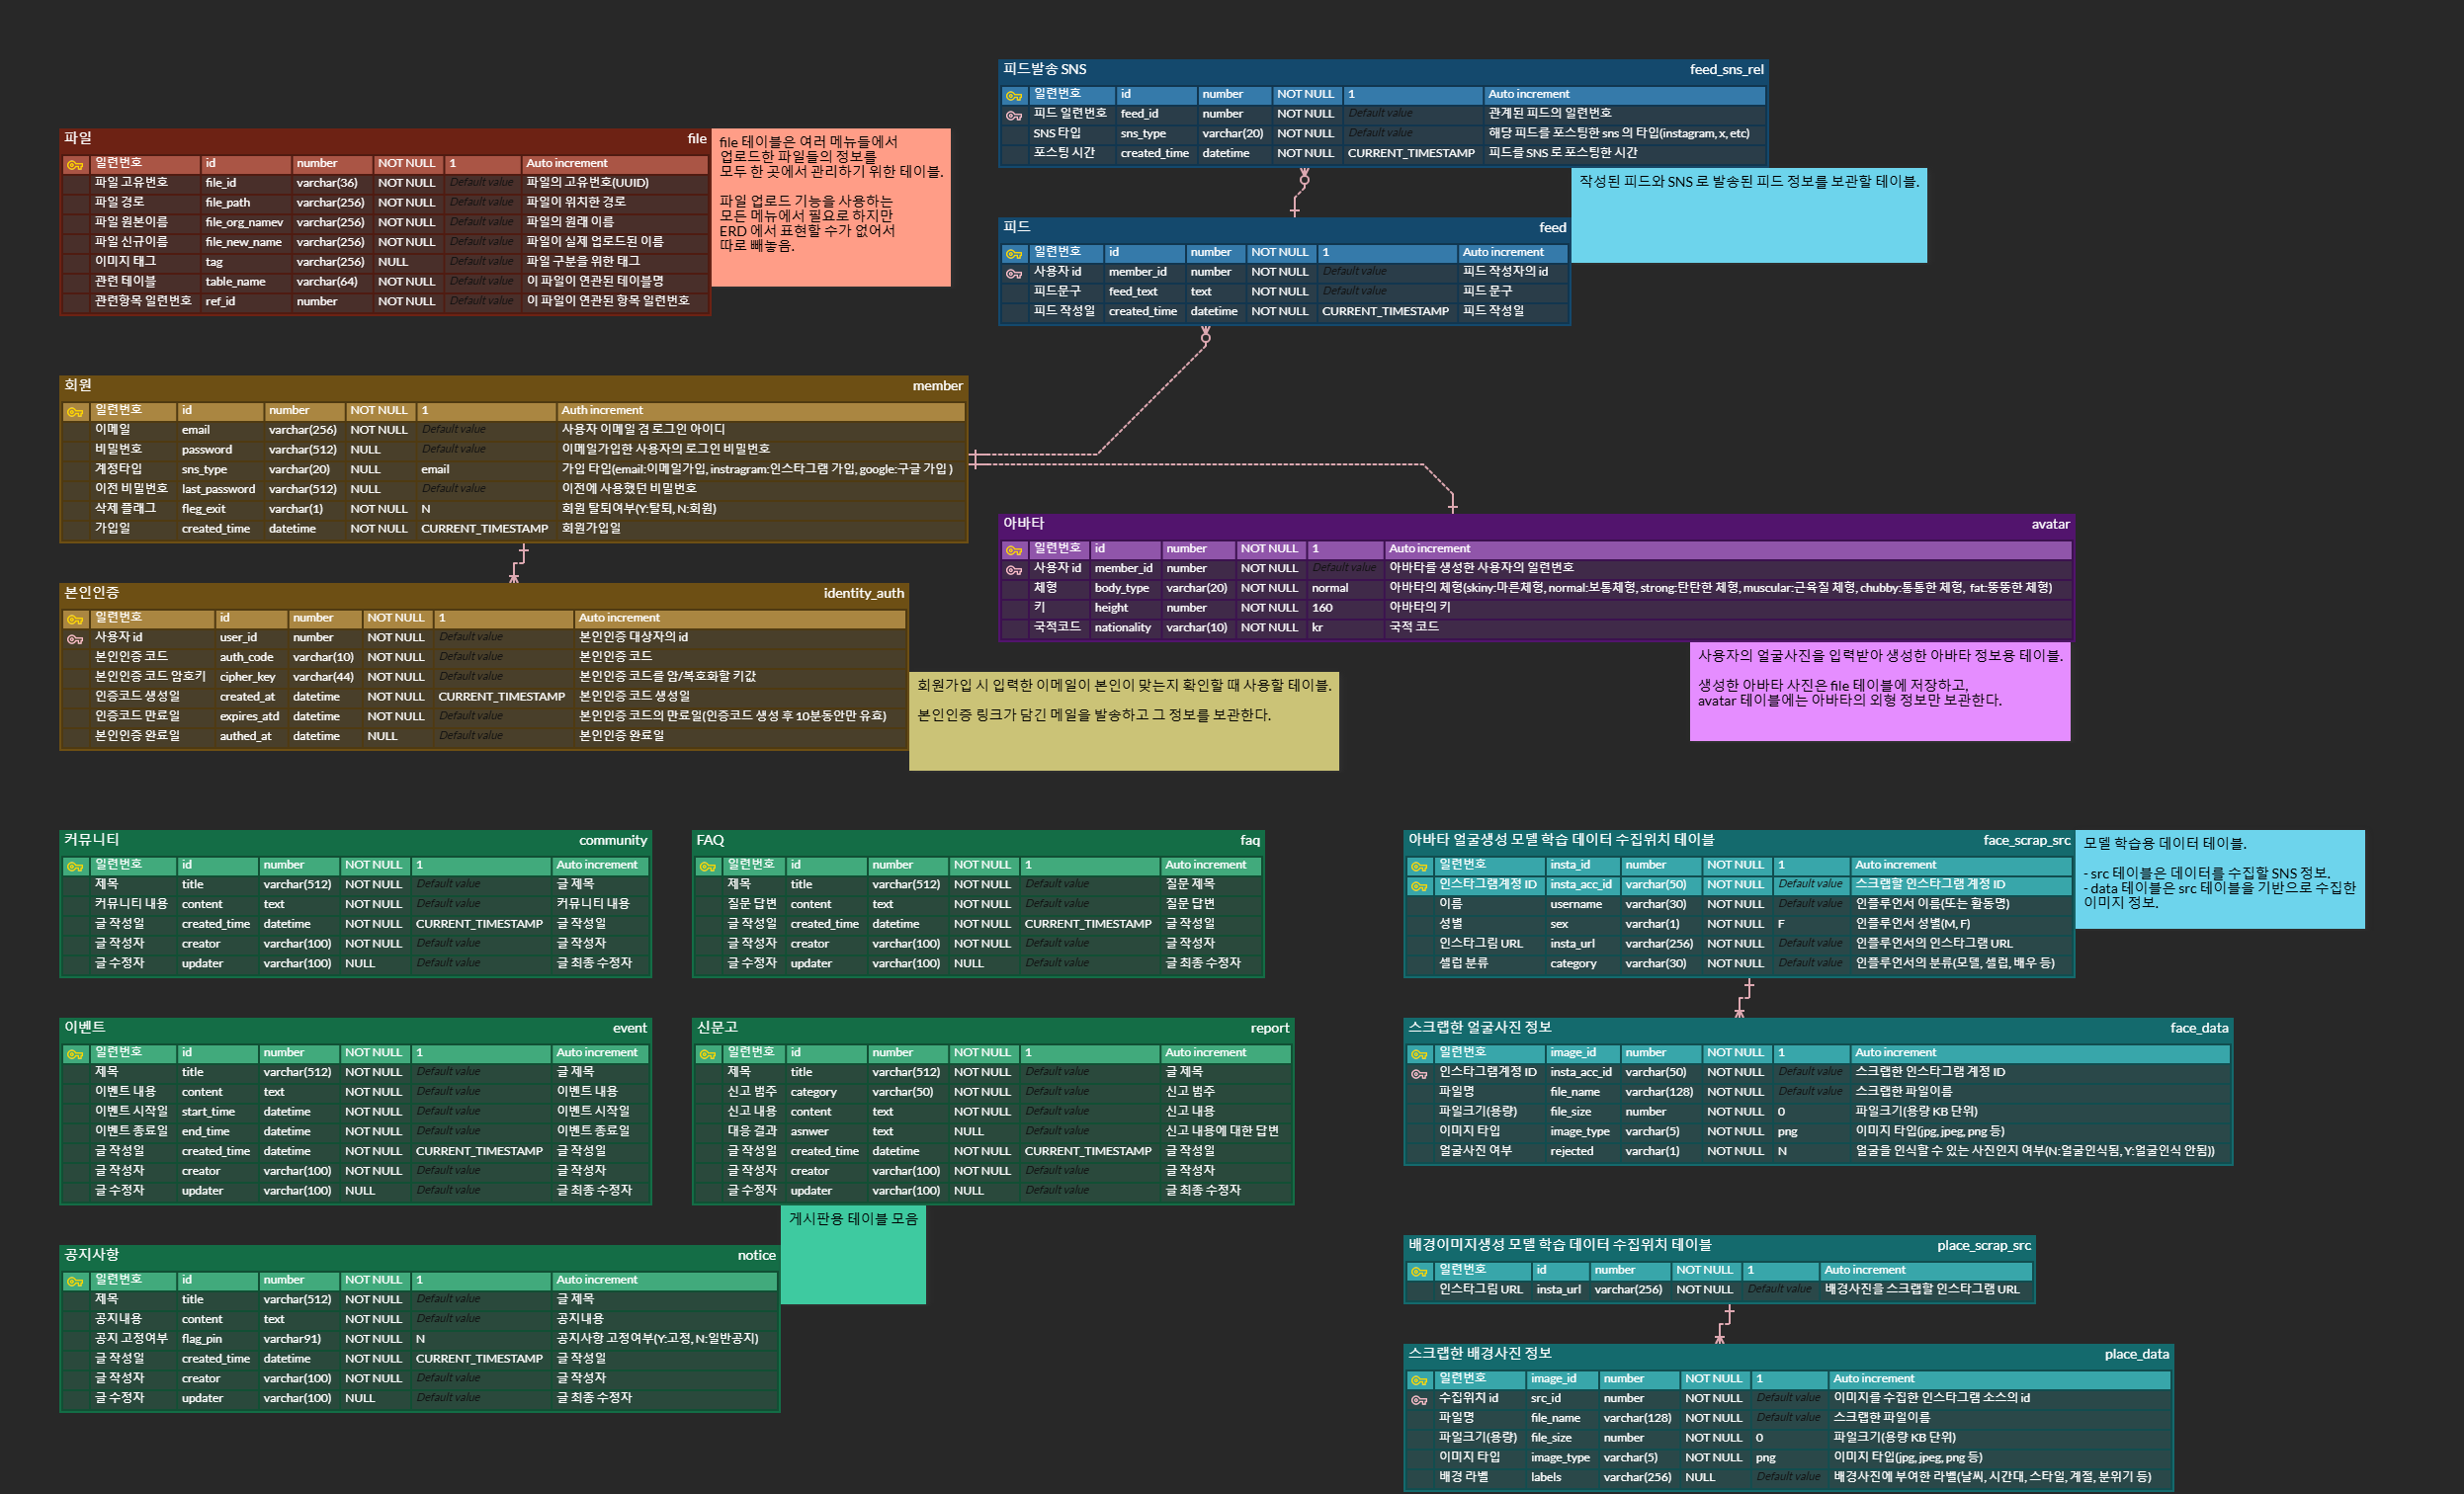 피드발송 SNS feed_sns_rel
일련번호 id number NOT NULL 1 Auto increment
피드 일련번호 feed_id number NOT NULL Default value 관계된 피드의 일련번호
SNS 타입 sns_type varchar(20) NOT NULL Default value 해당 피드를 포스팅한 sns 의 타입(instagram, x, etc)
포스팅 시간 created_time datetime NOT NULL CURRENT_TIMESTAMP 피드를 SNS 로 포스팅한 시간
작성된 피드와 SNS 로 발송된 피드 정보를 보관할 테이블.
파일 file
일련번호 id number NOT NULL 1 Auto increment
파일 고유번호 file_id varchar(36) NOT NULL Default value 파일의 고유번호(UUID)
파일 경로 file_path varchar(256) NOT NULL Default value 파일이 위치한 경로
파일 원본이름 file_org_namev varchar(256) NOT NULL Default value 파일의 원래 이름
파일 신규이름 file_new_name varchar(256) NOT NULL Default value 파일이 실제 업로드된 이름
이미지 태그 tag varchar(256) NULL Default value 파일 구분을 위한 태그
관련 테이블 table_name varchar(64) NOT NULL Default value 이 파일이 연관된 테이블명
관련항목 일련번호 ref_id number NOT NULL Default value 이 파일이 연관된 항목 일련번호
file 테이블은 여러 메뉴들에서
업로드한 파일들의 정보를
모두 한 곳에서 관리하기 위한 테이블.
파일 업로드 기능을 사용하는
모든 메뉴에서 필요로 하지만
ERD 에서 표현할 수가 없어서
따로 빼놓음.
피드 feed
일련번호 id number NOT NULL 1 Auto increment
사용자 id member_id number NOT NULL Default value 피드 작성자의 id
피드문구 feed_text text NOT NULL Default value 피드 문구
피드 작성일 created_time datetime NOT NULL CURRENT_TIMESTAMP 피드 작성일
회원 member
일련번호 id number NOT NULL 1 Auth increment
이메일 email varchar(256) NOT NULL Default value 사용자 이메일 겸 로그인 아이디
비밀번호 password varchar(512) NULL Default value 이메일가입한 사용자의 로그인 비밀번호
계정타입 sns_type varchar(20) NULL email 가입 타입(email:이메일가입, instragram:인스타그램 가입, google:구글 가입 )
이전 비밀번호 last_password varchar(512) NULL Default value 이전에 사용했던 비밀번호
삭제 플래그 fleg_exit varchar(1) NOT NULL N 회원 탈퇴여부(Y:탈퇴, N:회원)
가입일 created_time datetime NOT NULL CURRENT_TIMESTAMP 회원가입일
아바타 avatar
일련번호 id number NOT NULL 1 Auto increment
사용자 id member_id number NOT NULL Default value 아바타를 생성한 사용자의 일련번호
체형 body_type varchar(20) NOT NULL normal 아바타의 체형(skiny:마른체형, normal:보통체형, strong:탄탄한 체형, muscular:근육질 체형, chubby:통통한 체형, fat:뚱뚱한 체형)
키 height number NOT NULL 160 아바타의 키
국적코드 nationality varchar(10) NOT NULL kr 국적 코드
사용자의 얼굴사진을 입력받아 생성한 아바타 정보용 테이블.
생성한 아바타 사진은 file 테이블에 저장하고,
avatar 테이블에는 아바타의 외형 정보만 보관한다.
본인인증 identity_auth
일련번호 id number NOT NULL 1 Auto increment
사용자 id user_id number NOT NULL Default value 본인인증 대상자의 id
본인인증 코드 auth_code varchar(10) NOT NULL Default value 본인인증 코드
본인인증 코드 암호키 cipher_key varchar(44) NOT NULL Default value 본인인증 코드를 암/복호화할 키값
인증코드 생성일 created_at datetime NOT NULL CURRENT_TIMESTAMP 본인인증 코드 생성일
인증코드 만료일 expires_atd datetime NOT NULL Default value 본인인증 코드의 만료일(인증코드 생성 후 10분동안만 유효)
본인인증 완료일 authed_at datetime NULL Default value 본인인증 완료일
회원가입 시 입력한 이메일이 본인이 맞는지 확인할 때 사용할 테이블.
본인인증 링크가 담긴 메일을 발송하고 그 정보를 보관한다.
커뮤니티 community
일련번호 id number NOT NULL 1 Auto increment
제목 title varchar(512) NOT NULL Default value 글 제목
커뮤니티 내용 content text NOT NULL Default value 커뮤니티 내용
글 작성일 created_time datetime NOT NULL CURRENT_TIMESTAMP 글 작성일
글 작성자 creator varchar(100) NOT NULL Default value 글 작성자
글 수정자 updater varchar(100) NULL Default value 글 최종 수정자
FAQ faq
일련번호 id number NOT NULL 1 Auto increment
제목 title varchar(512) NOT NULL Default value 질문 제목
질문 답변 content text NOT NULL Default value 질문 답변
글 작성일 created_time datetime NOT NULL CURRENT_TIMESTAMP 글 작성일
글 작성자 creator varchar(100) NOT NULL Default value 글 작성자
글 수정자 updater varchar(100) NULL Default value 글 최종 수정자
아바타 얼굴생성 모델 학습 데이터 수집위치 테이블 face_scrap_src
일련번호 insta_id number NOT NULL 1 Auto increment
인스타그램계정 ID insta_acc_id varchar(50) NOT NULL Default value 스크랩할 인스타그램 계정 ID
이름 username varchar(30) NOT NULL Default value 인플루언서 이름(또는 활동명)
성별 sex varchar(1) NOT NULL F 인플루언서 성별(M, F)
인스타그림 URL insta_url varchar(256) NOT NULL Default value 인플루언서의 인스타그램 URL
셀럽 분류 category varchar(30) NOT NULL Default value 인플루언서의 분류(모델, 셀럽, 배우 등)
모델 학습용 데이터 테이블.
- src 테이블은 데이터를 수집할 SNS 정보.
- data 테이블은 src 테이블을 기반으로 수집한
이미지 정보.
이벤트 event
일련번호 id number NOT NULL 1 Auto increment
제목 title varchar(512) NOT NULL Default value 글 제목
이벤트 내용 content text NOT NULL Default value 이벤트 내용
이벤트 시작일 start_time datetime NOT NULL Default value 이벤트 시작일
이벤트 종료일 end_time datetime NOT NULL Default value 이벤트 종료일
글 작성일 created_time datetime NOT NULL CURRENT_TIMESTAMP 글 작성일
글 작성자 creator varchar(100) NOT NULL Default value 글 작성자
글 수정자 updater varchar(100) NULL Default value 글 최종 수정자
신문고 report
일련번호 id number NOT NULL 1 Auto increment
제목 title varchar(512) NOT NULL Default value 글 제목
신고 범주 category varchar(50) NOT NULL Default value 신고 범주
신고 내용 content text NOT NULL Default value 신고 내용
대응 결과 asnwer text NULL Default value 신고 내용에 대한 답변
글 작성일 created_time datetime NOT NULL CURRENT_TIMESTAMP 글 작성일
글 작성자 creator varchar(100) NOT NULL Default value 글 작성자
글 수정자 updater varchar(100) NULL Default value 글 최종 수정자
게시판용 테이블 모음
스크랩한 얼굴사진 정보 face_data
일련번호 image_id number NOT NULL 1 Auto increment
인스타그램계정 ID insta_acc_id varchar(50) NOT NULL Default value 스크랩한 인스타그램 계정 ID
파일명 file_name varchar(128) NOT NULL Default value 스크랩한 파일이름
파일크기(용량) file_size number NOT NULL 0 파일크기(용량 KB 단위)
이미지 타입 image_type varchar(5) NOT NULL png 이미지 타입(jpg, jpeg, png 등)
얼굴사진 여부 rejected varchar(1) NOT NULL N 얼굴을 인식할 수 있는 사진인지 여부(N:얼굴인식됨, Y:얼굴인식 안됨))
공지사항 notice
일련번호 id number NOT NULL 1 Auto increment
제목 title varchar(512) NOT NULL Default value 글 제목
공지내용 content text NOT NULL Default value 공지내용
공지 고정여부 flag_pin varchar91) NOT NULL N 공지사항 고정여부(Y:고정, N:일반공지)
글 작성일 created_time datetime NOT NULL CURRENT_TIMESTAMP 글 작성일
글 작성자 creator varchar(100) NOT NULL Default value 글 작성자
글 수정자 updater varchar(100) NULL Default value 글 최종 수정자
배경이미지생성 모델 학습 데이터 수집위치 테이블 place_scrap_src
일련번호 id number NOT NULL 1 Auto increment
인스타그림 URL insta_url varchar(256) NOT NULL Default value 배경사진을 스크랩할 인스타그램 URL
스크랩한 배경사진 정보 place_data
일련번호 image_id number NOT NULL 1 Auto increment
수집위치 id src_id number NOT NULL Default value 이미지를 수집한 인스타그램 소스의 id
파일명 file_name varchar(128) NOT NULL Default value 스크랩한 파일이름
파일크기(용량) file_size number NOT NULL 0 파일크기(용량 KB 단위)
이미지 타입 image_type varchar(5) NOT NULL png 이미지 타입(jpg, jpeg, png 등)
배경 라벨 labels varchar(256) NULL Default value 배경사진에 부여한 라벨(날씨, 시간대, 스타일, 계절, 분위기 등)